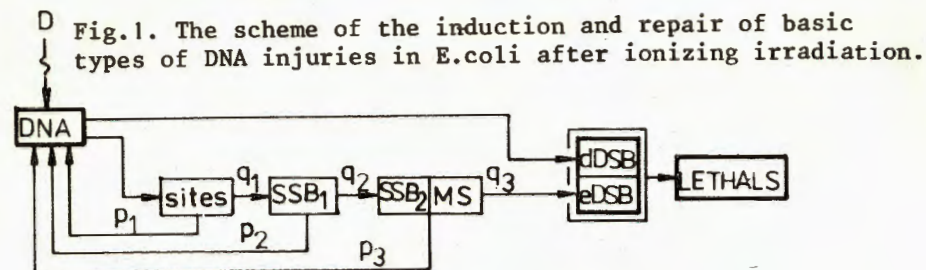 D
Fig.1. The scheme of the induction and repair of basic
types of DNA injuries in E.coli after ionizing irradiation.
DNA
dDSB
sites
q₁
SSB₁
q₂
SSB₂
MS
q₃
eDSB
LETHALS
p₁
p₂
p₃